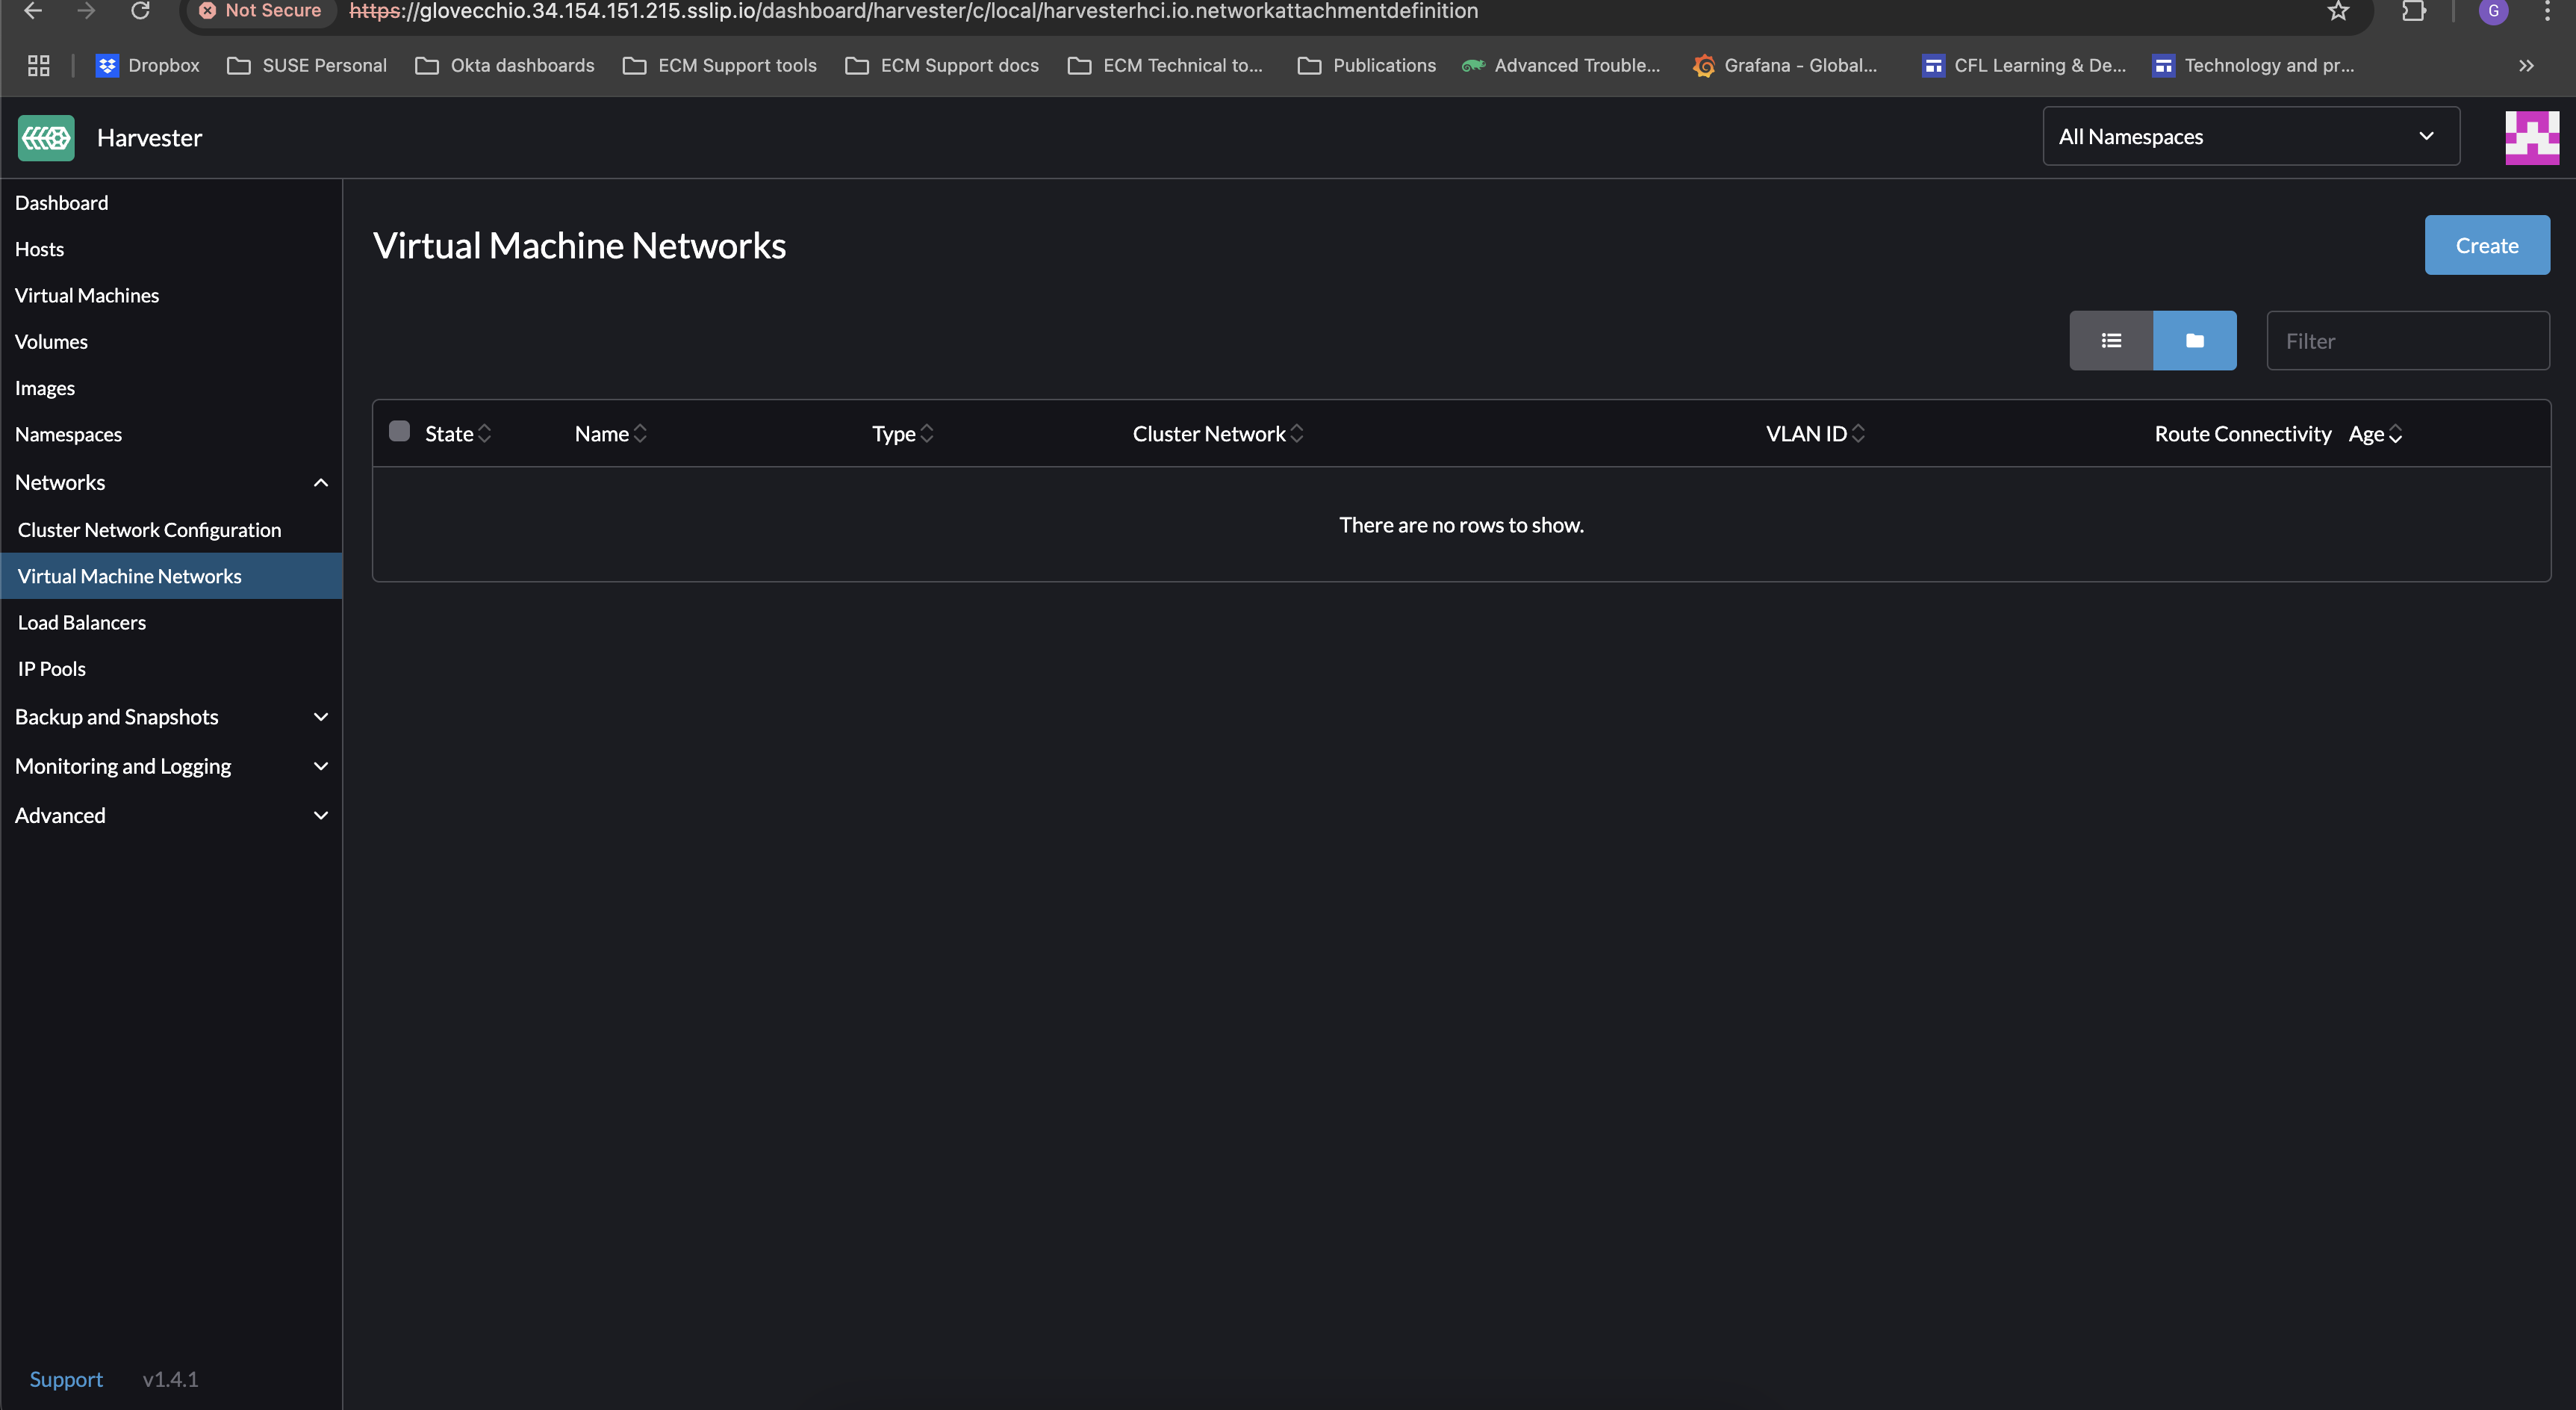 Not Secure https://glovecchio.34.154.151.215.sslip.io/dashboard/harvester/c/local/harvesterhci.io.networkattachmentdefinition G
Dropbox SUSE Personal Okta dashboards ECM Support tools ECM Support docs ECM Technical to... Publications Advanced Trouble... Grafana - Global... CFL Learning & De... Technology and pr... »
Harvester All Namespaces
Dashboard
Hosts
Virtual Machines
Volumes
Images
Namespaces
Networks
Cluster Network Configuration
Virtual Machine Networks
Load Balancers
IP Pools
Backup and Snapshots
Monitoring and Logging
Advanced
Support v1.4.1
Virtual Machine Networks
Create
Filter
State Name Type Cluster Network VLAN ID Route Connectivity Age
There are no rows to show.